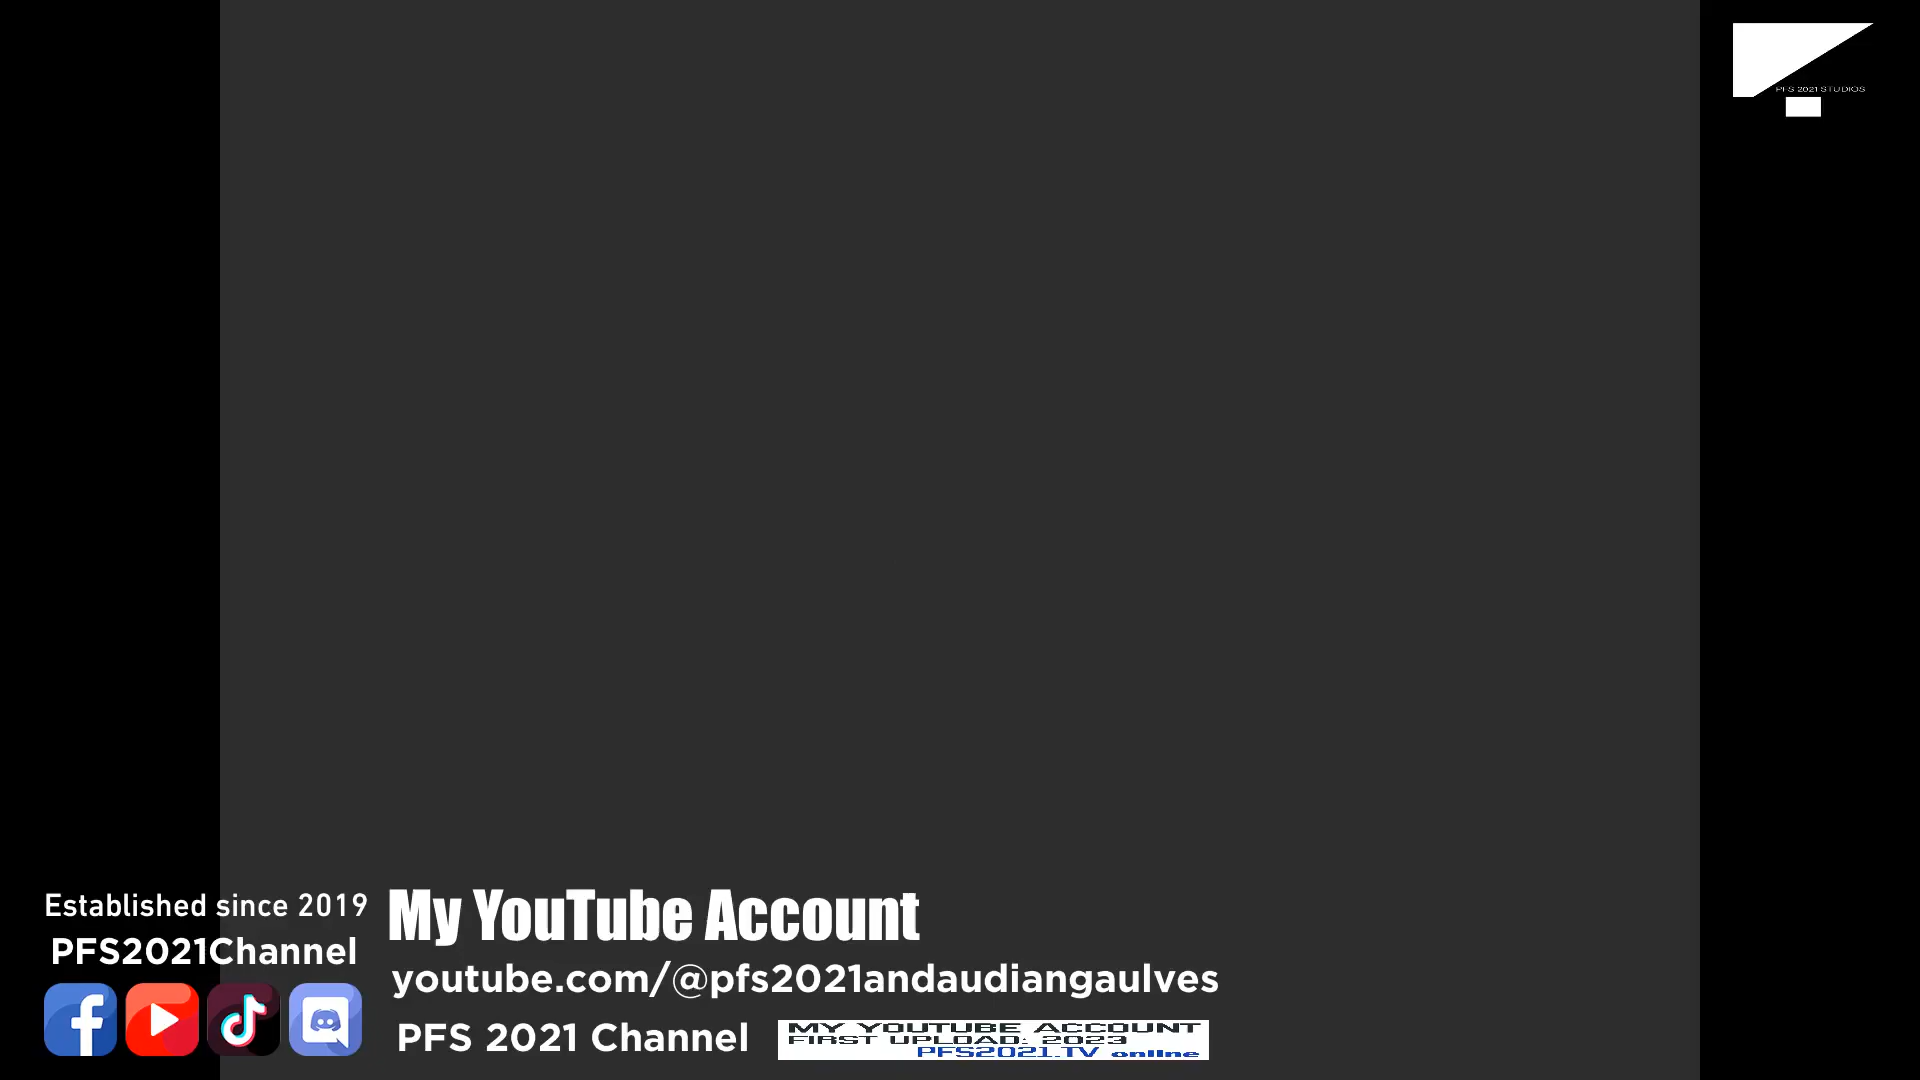 PFS 2021 STUDIOS
Established since 2019
PFS2021Channel
My YouTube Account
youtube.com/@pfs2021andaudiangaulves
PFS 2021 Channel
MY YOUTUBE ACCOUNT
FIRST UPLOAD: 2023
PFS2021.TV online